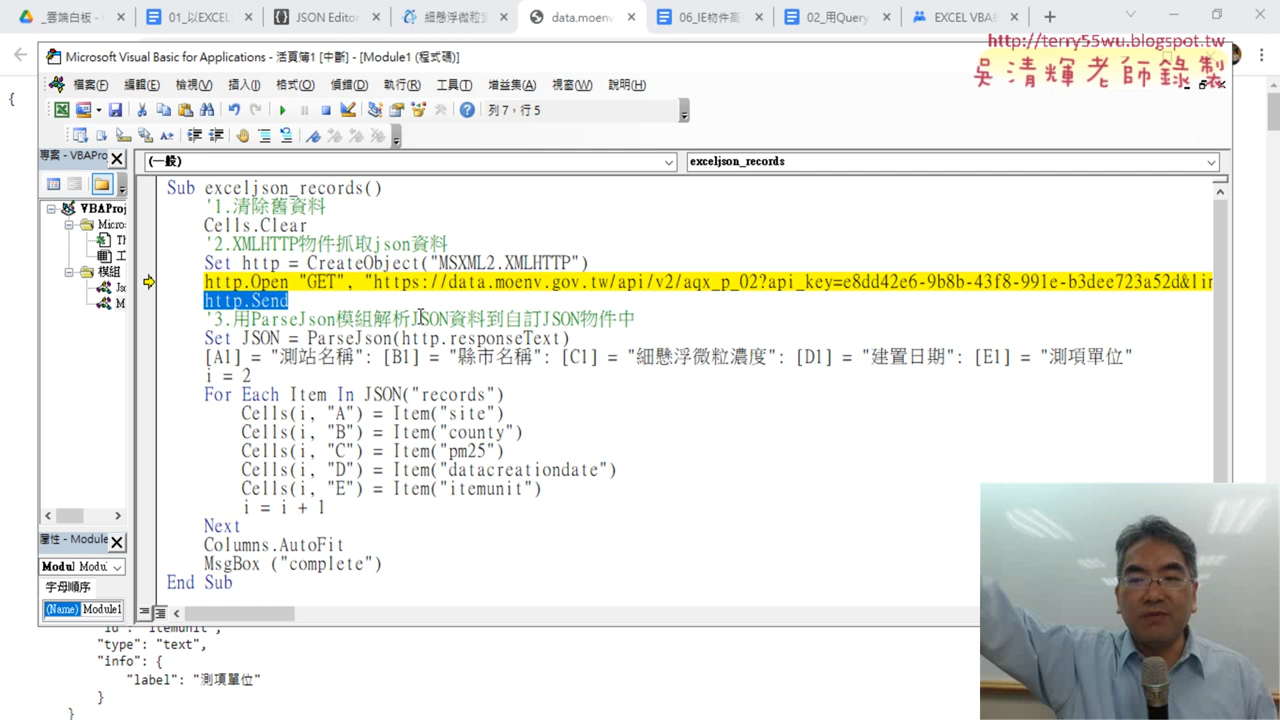 _雲端白板
01_以EXCEL
JSON Editor
細懸浮微粒
data.moenv
06_IE物件高
02_用Query
EXCEL VBA
http://terry55wu.blogspot.tw
吳清輝老師錄製
Microsoft Visual Basic for Applications - 活頁簿1 [中斷] - [Module1 (程式碼)]
檔案(F) 編輯(E) 檢視(V) 插入(I) 格式(O) 偵錯(D) 執行(R) 工具(T) 增益集(A) 視窗(W) 說明(H)
列 7，行 5
專案 - VBAPro
(一般)
exceljson_records
VBAProj
Micro
模組
{
Sub exceljson_records()
'1.清除舊資料
Cells.Clear
'2.XMLHTTP物件抓取json資料
Set http = CreateObject("MSXML2.XMLHTTP")
http.Open "GET", "https://data.moenv.gov.tw/api/v2/aqx_p_02?api_key=e8dd42e6-9b8b-43f8-991e-b3dee723a52d&lin
http.Send
'3.用ParseJson模組解析JSON資料到自訂JSON物件中
Set JSON = ParseJson(http.responseText)
[A1] = "測站名稱": [B1] = "縣市名稱": [C1] = "細懸浮微粒濃度": [D1] = "建置日期": [E1] = "測項單位"
i = 2
For Each Item In JSON("records")
Cells(i, "A") = Item("site")
Cells(i, "B") = Item("county")
Cells(i, "C") = Item("pm25")
Cells(i, "D") = Item("datacreationdate")
Cells(i, "E") = Item("itemunit")
i = i + 1
Next
Columns.AutoFit
MsgBox ("complete")
End Sub
屬性 - Module
Modul Modu
字母順序
(Name) Module1
"id": "itemunit",
"type": "text",
"info": {
"label": "測項單位"
}
}